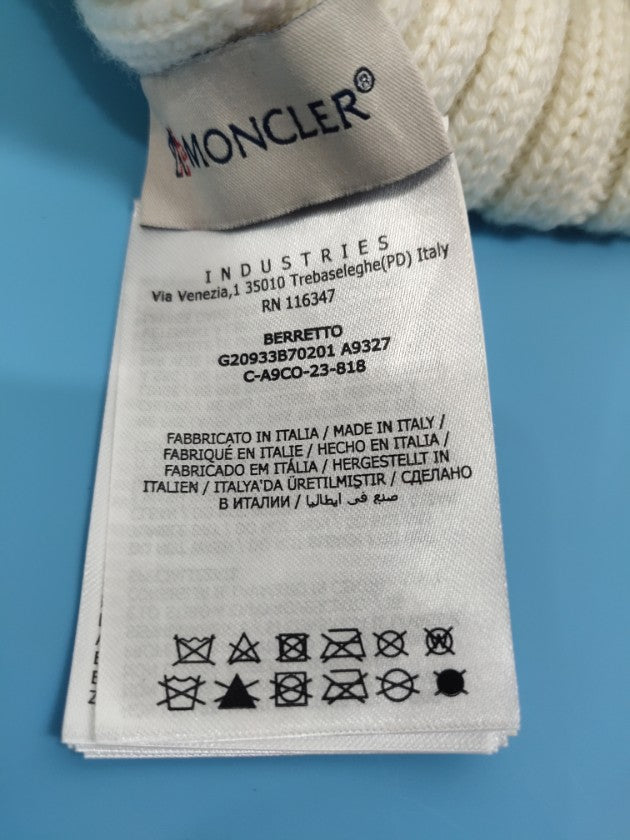 MONCLER®
INDUSTRIES
Via Venezia,1 35010 Trebaseleghe(PD) Italy
RN 116347
BERRETTO
G20933B70201 A9327
C-A9CO-23-818
FABBRICATO IN ITALIA / MADE IN ITALY /
FABRIQUÉ EN ITALIE / HECHO EN ITALIA /
FABRICADO EM ITÁLIA / HERGESTELLT IN
ITALIEN / ITALYA'DA ÜRETILMIŞTIR / СДЕЛАНО
В ИТАЛИИ / صنع في ايطاليا